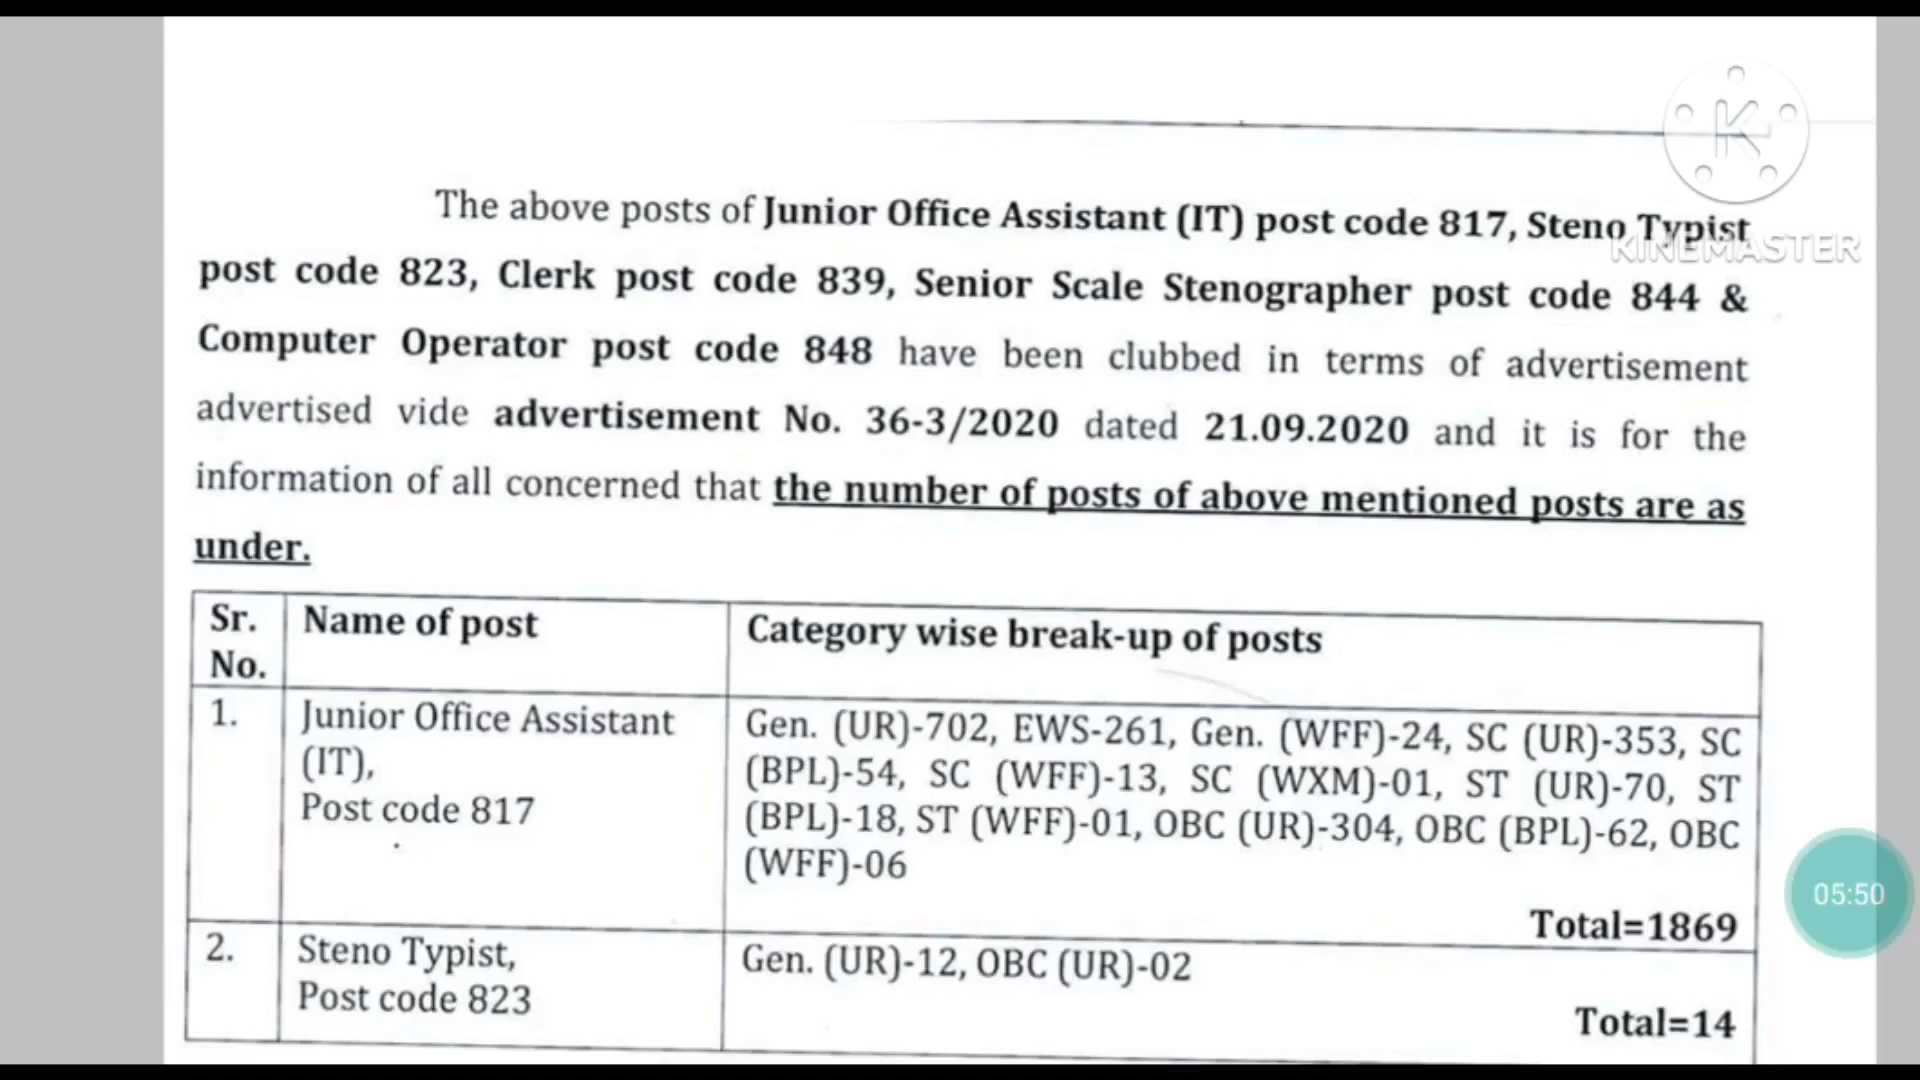 The above posts of Junior Office Assistant (IT) post code 817, Steno Typist
post code 823, Clerk post code 839, Senior Scale Stenographer post code 844 &
Computer Operator post code 848 have been clubbed in terms of advertisement
advertised vide advertisement No. 36-3/2020 dated 21.09.2020 and it is for the
information of all concerned that the number of posts of above mentioned posts are as
under.
Sr.
No.
Name of post
Category wise break-up of posts
1.
Junior Office Assistant
(IT),
Post code 817
Gen. (UR)-702, EWS-261, Gen. (WFF)-24, SC (UR)-353, SC
(BPL)-54, SC (WFF)-13, SC (WXM)-01, ST (UR)-70, ST
(BPL)-18, ST (WFF)-01, OBC (UR)-304, OBC (BPL)-62, OBC
(WFF)-06
Total=1869
2.
Steno Typist,
Post code 823
Gen. (UR)-12, OBC (UR)-02
Total=14
K
KINEMASTER
05:50